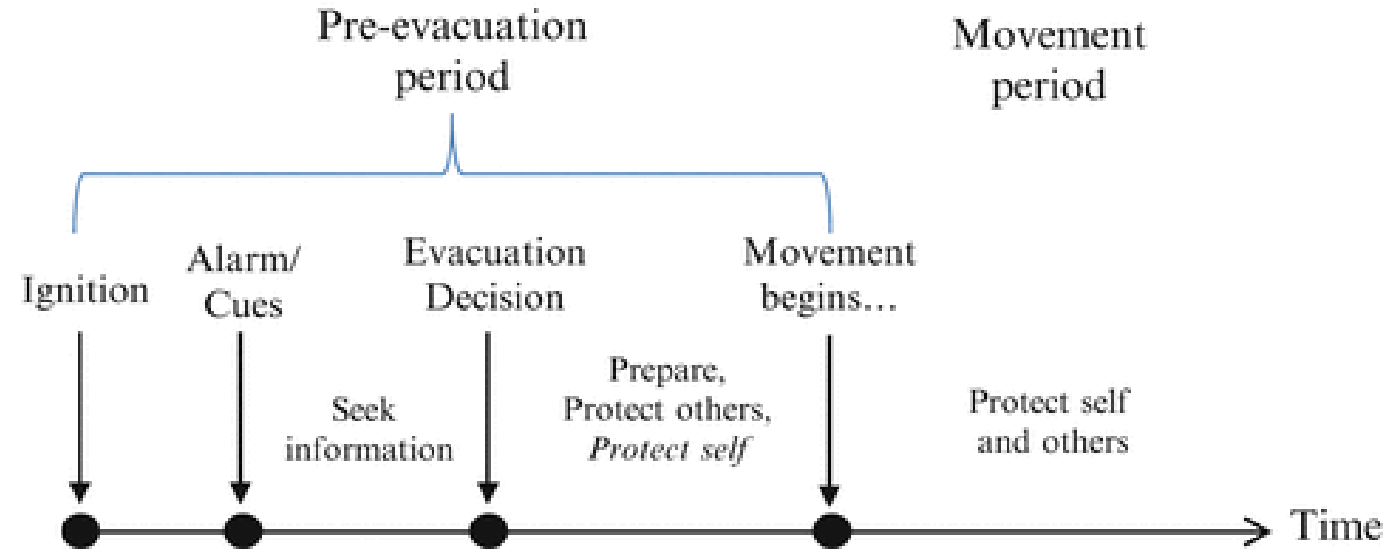 Pre-evacuation
period
Movement
period
Ignition
Alarm/
Cues
Evacuation
Decision
Movement
begins...
Seek
information
Prepare,
Protect others,
Protect self
Protect self
and others
Time